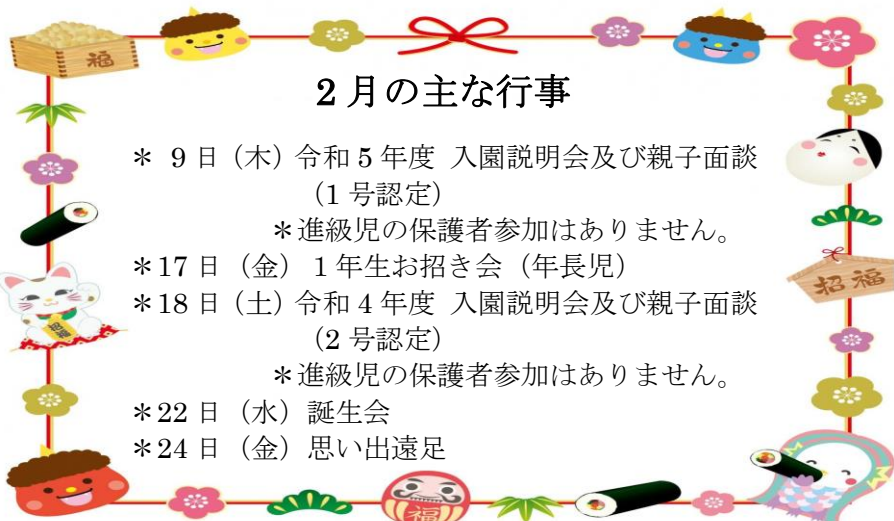 福
2月の主な行事
＊ 9日（木）令和5年度 入園説明会及び親子面談
（1号認定）
＊進級児の保護者参加はありません。
＊17日（金）1年生お招き会（年長児）
＊18日（土）令和4年度 入園説明会及び親子面談
（2号認定）
＊進級児の保護者参加はありません。
招福
＊22日（水）誕生会
＊24日（金）思い出遠足
福